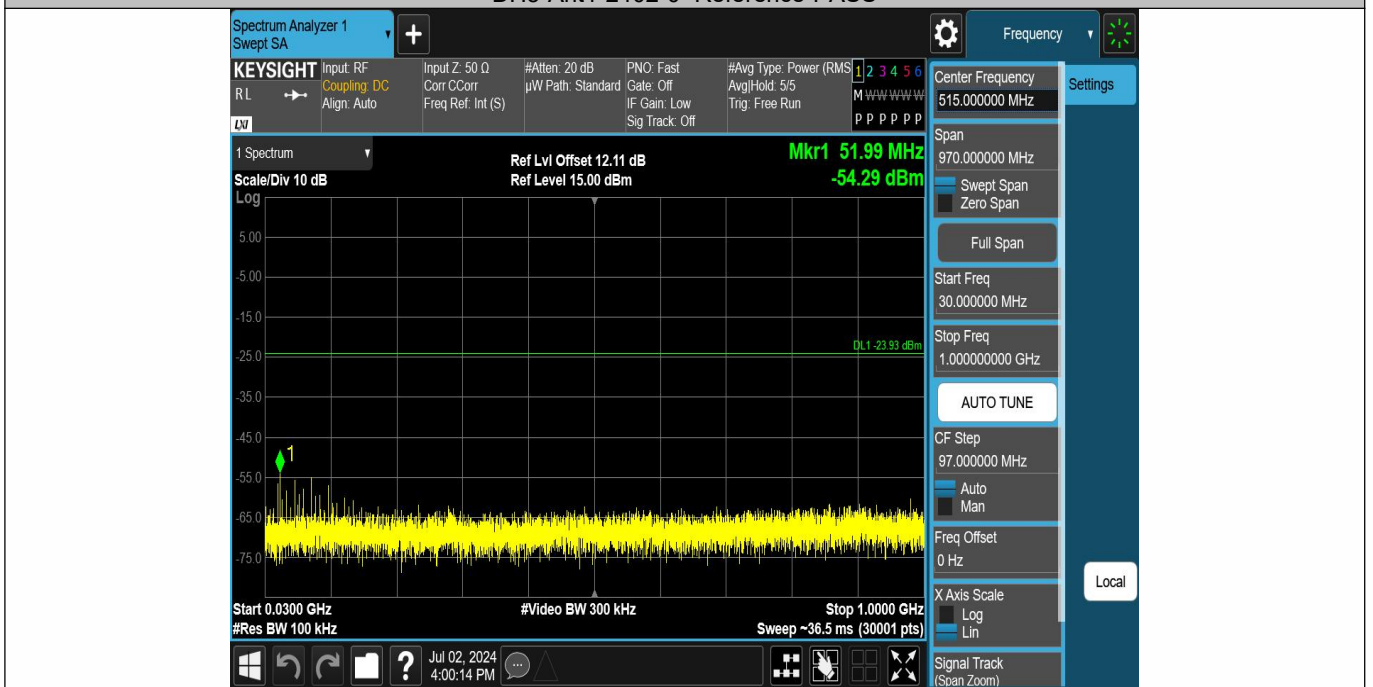 Spectrum Analyzer 1
Swept SA
Frequency
KEYSIGHT
RL
LXI
Input: RF
Coupling: DC
Align: Auto
Input Z: 50 Ω
Corr CCorr
Freq Ref: Int (S)
#Atten: 20 dB
µW Path: Standard
PNO: Fast
Gate: Off
IF Gain: Low
Sig Track: Off
#Avg Type: Power (RMS
Avg|Hold: 5/5
Trig: Free Run
1 2 3 4 5 6
M W W W W W
P P P P P P
1 Spectrum
Scale/Div 10 dB
Log
Ref Lvl Offset 12.11 dB
Ref Level 15.00 dBm
Mkr1 51.99 MHz
-54.29 dBm
5.00
-5.00
-15.0
DL1 -23.93 dBm
-25.0
-35.0
-45.0
1
-55.0
-65.0
-75.0
Start 0.0300 GHz
#Res BW 100 kHz
#Video BW 300 kHz
Stop 1.0000 GHz
Sweep ~36.5 ms (30001 pts)
Jul 02, 2024
4:00:14 PM
Center Frequency
515.000000 MHz
Span
970.000000 MHz
Swept Span
Zero Span
Full Span
Start Freq
30.000000 MHz
Stop Freq
1.000000000 GHz
AUTO TUNE
CF Step
97.000000 MHz
Auto
Man
Freq Offset
0 Hz
X Axis Scale
Log
Lin
Signal Track
(Span Zoom)
Settings
Local